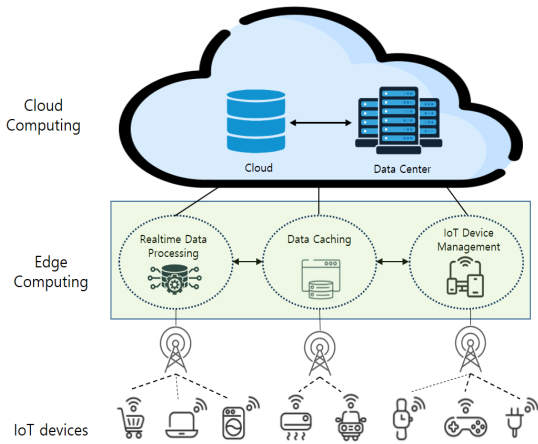 Cloud
Computing
Cloud
Data Center
Edge
Computing
Realtime Data
Processing
Data Caching
IoT Device
Management
IoT devices